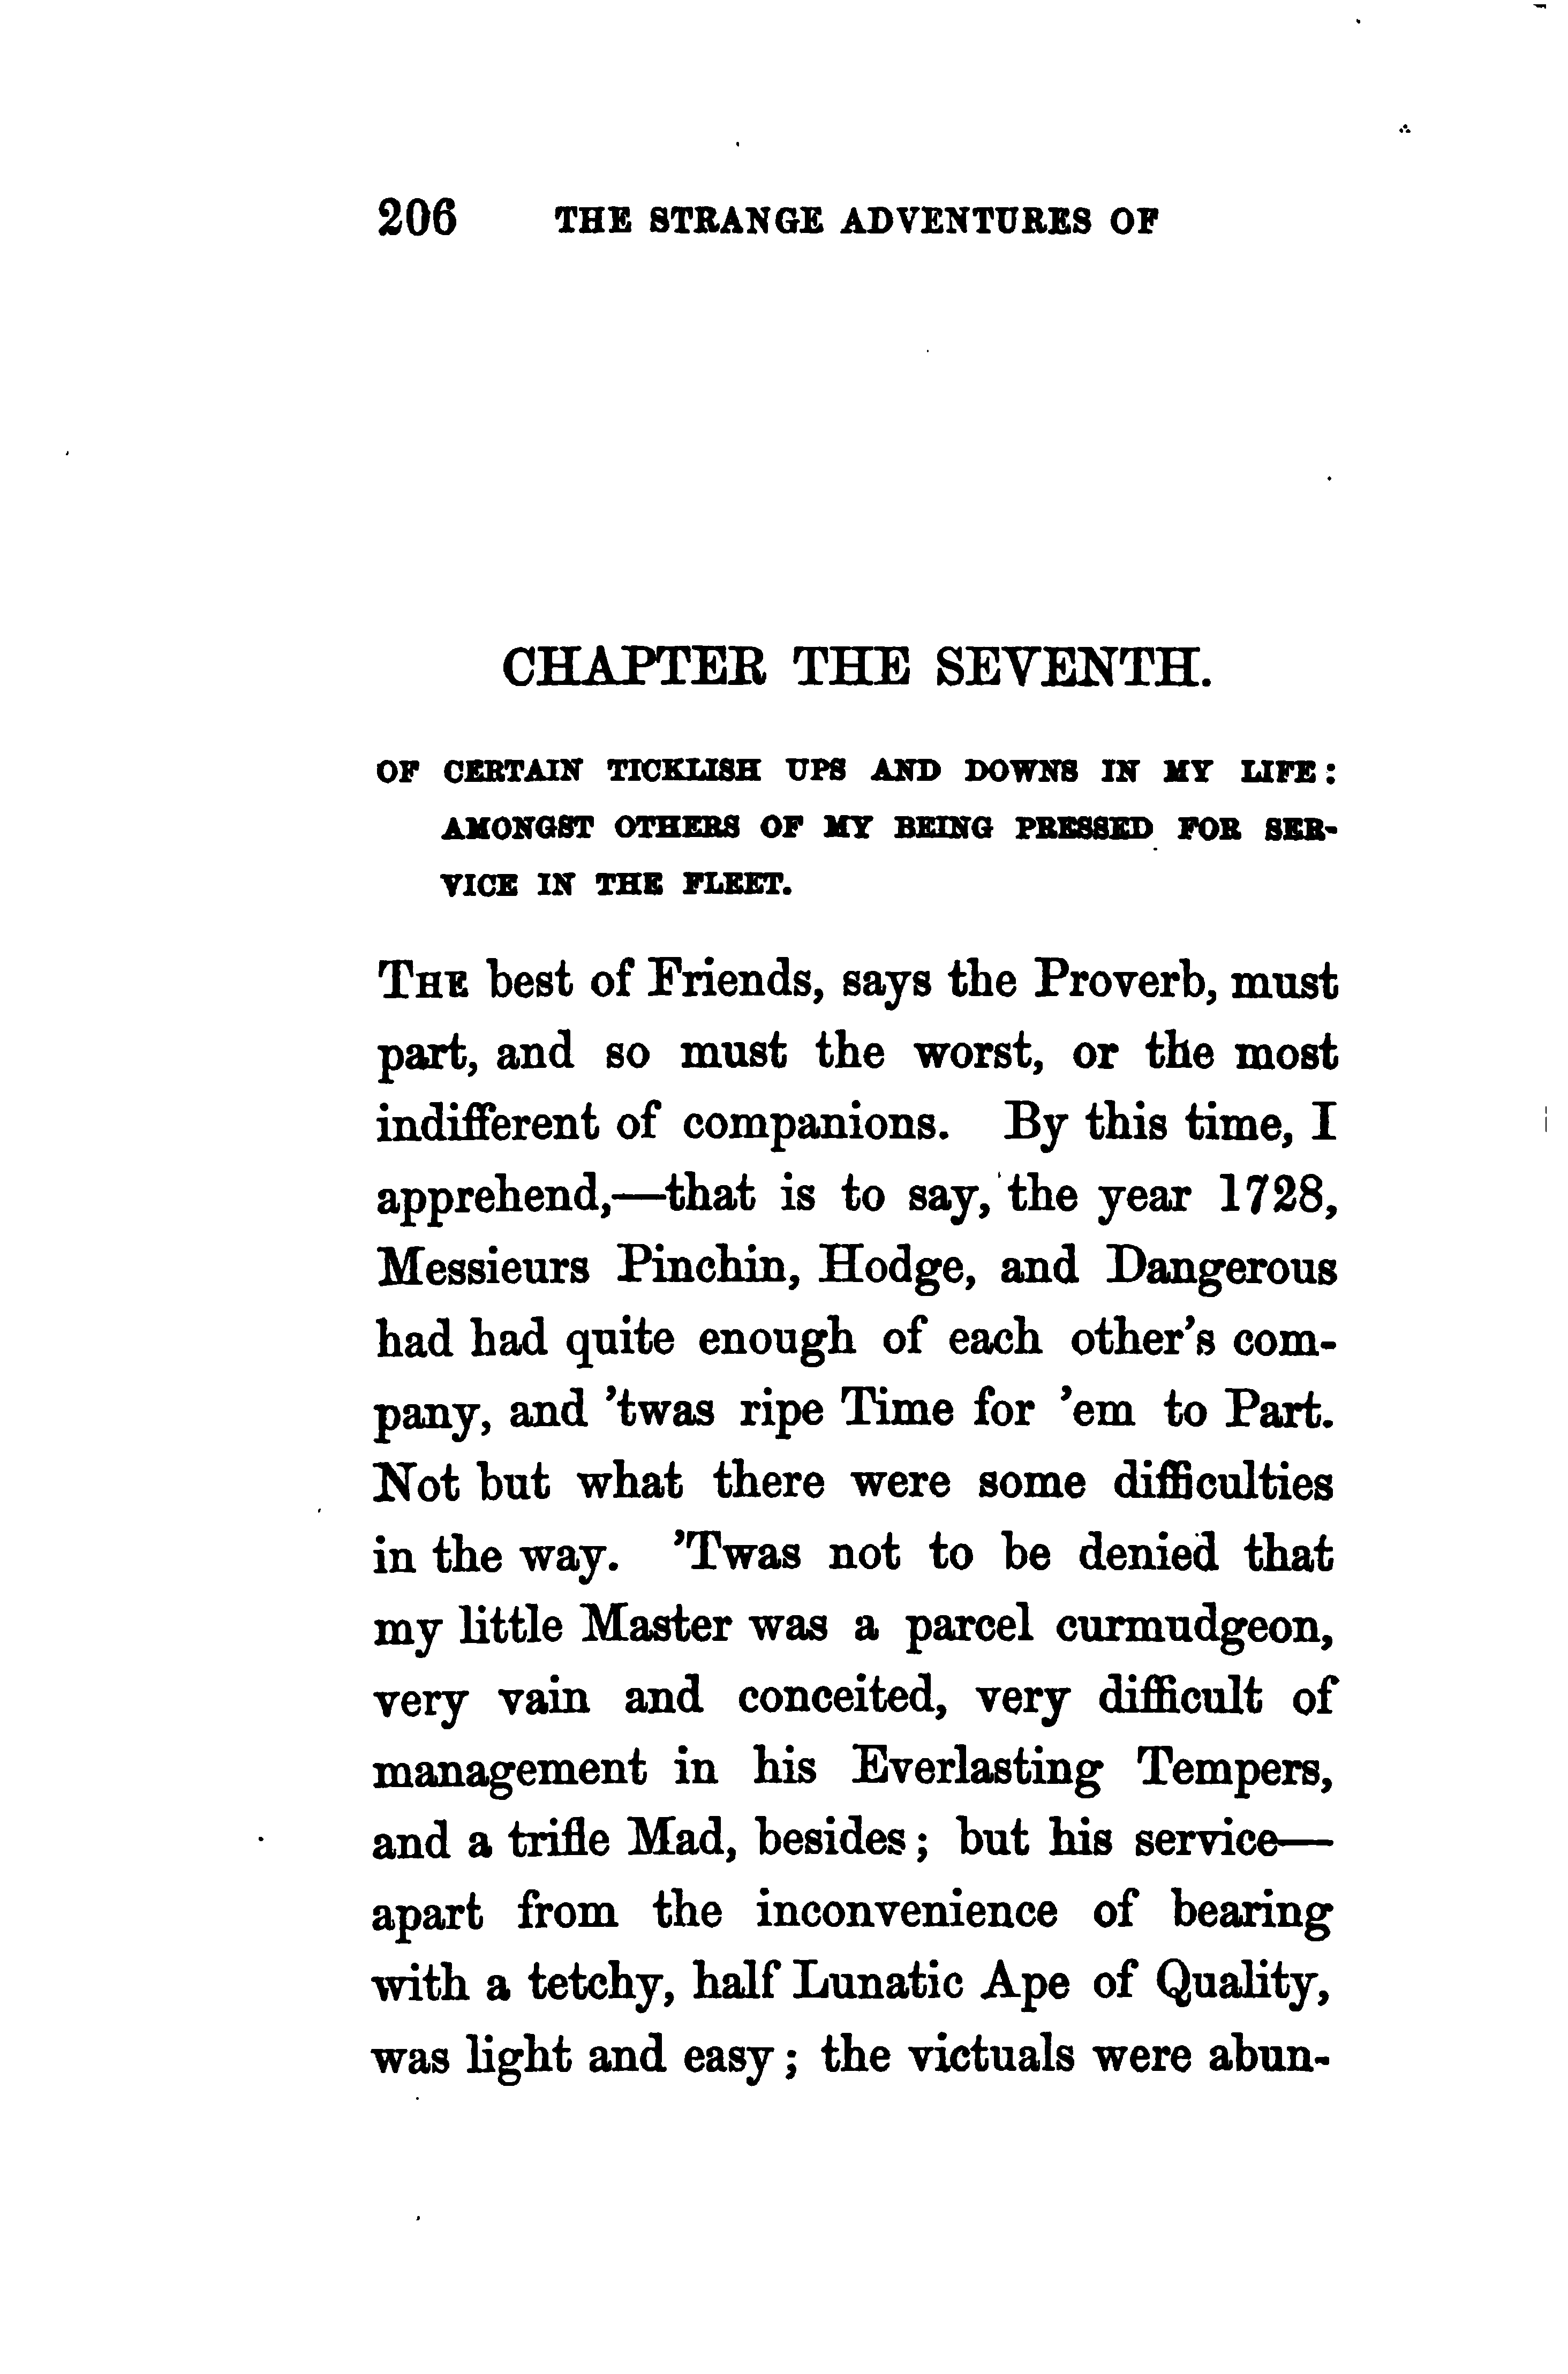 206 THE STRANGE ADVENTURES OF
CHAPTER THE SEVENTH.
OF CERTAIN TICKLISH UPS AND DOWNS IN MY LIFE:
AMONGST OTHERS OF MY BEING PRESSED FOR SER-
VICE IN THE FLEET.
THE best of Friends, says the Proverb, must
part, and so must the worst, or the most
indifferent of companions. By this time, I
apprehend,—that is to say, the year 1728,
Messieurs Pinchin, Hodge, and Dangerous
had had quite enough of each other's com-
pany, and 'twas ripe Time for 'em to Part.
Not but what there were some difficulties
in the way. 'Twas not to be denied that
my little Master was a parcel curmudgeon,
very vain and conceited, very difficult of
management in his Everlasting Tempers,
and a trifle Mad, besides; but his service—
apart from the inconvenience of bearing
with a tetchy, half Lunatic Ape of Quality,
was light and easy; the victuals were abun-